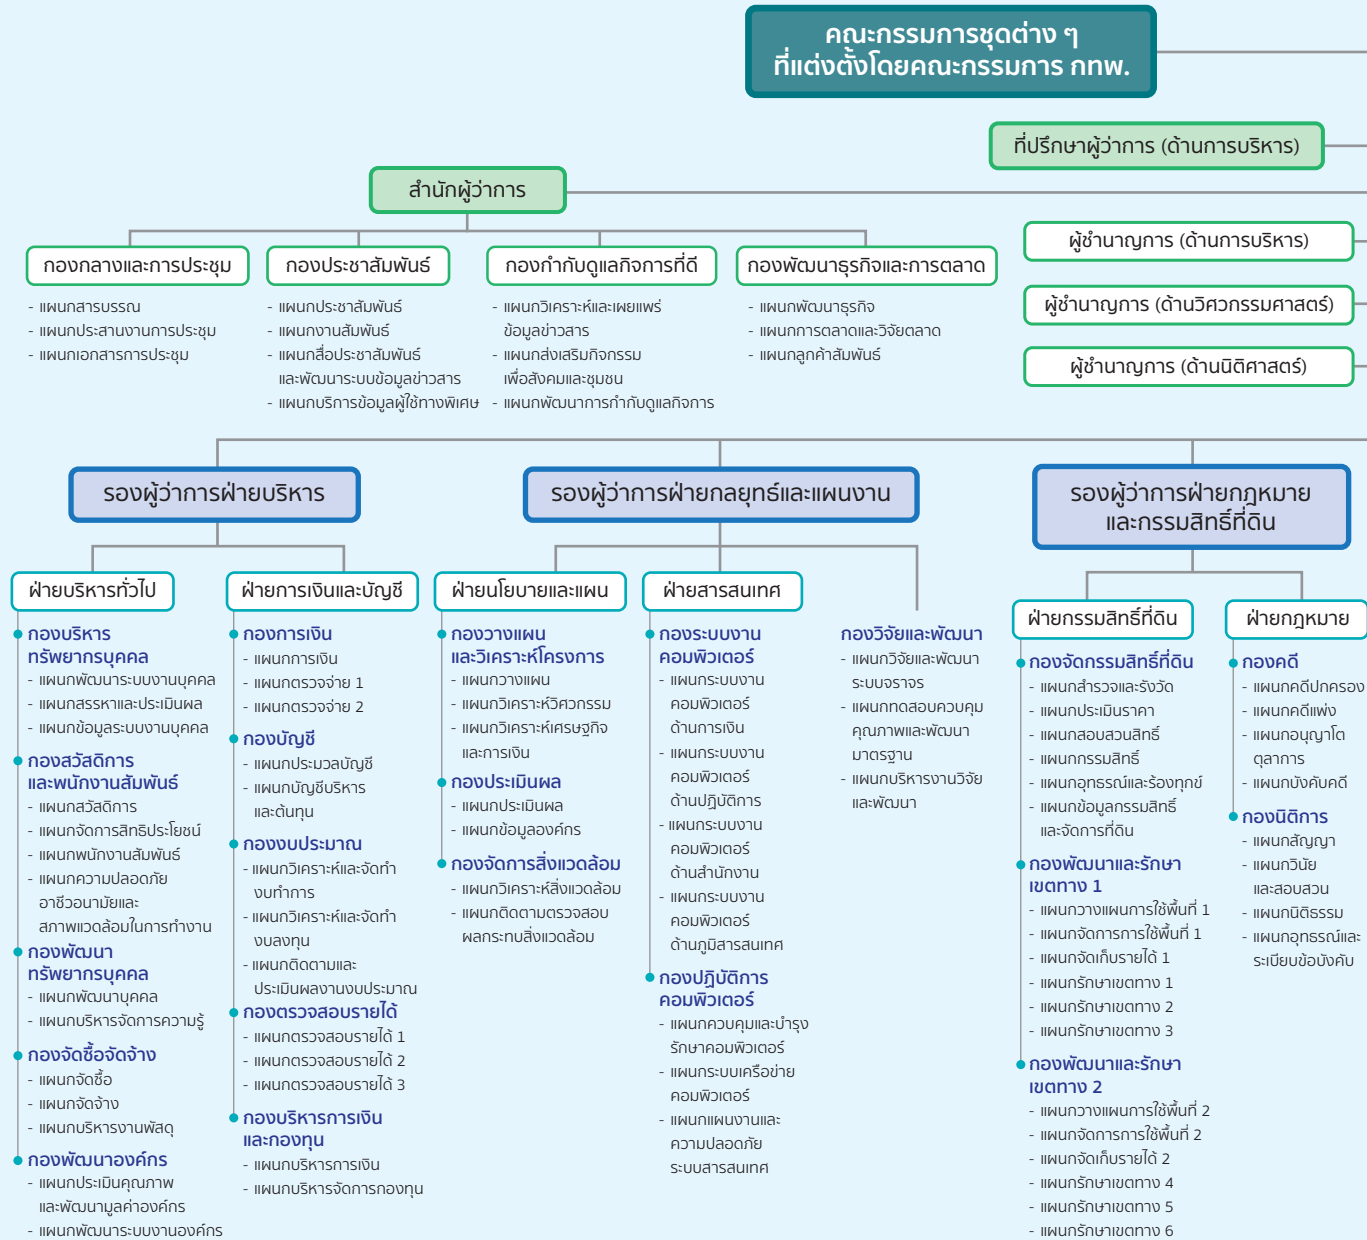 คณะกรรมการชุดต่าง ๆ
ที่แต่งตั้งโดยคณะกรรมการ กทพ.
ที่ปรึกษาผู้ว่าการ (ด้านการบริหาร)
สำนักผู้ว่าการ
ผู้ชำนาญการ (ด้านการบริหาร)
ผู้ชำนาญการ (ด้านวิศวกรรมศาสตร์)
ผู้ชำนาญการ (ด้านนิติศาสตร์)
กองกลางและการประชุม
- แผนกสารบรรณ
- แผนกประสานงานการประชุม
- แผนกเอกสารการประชุม
กองประชาสัมพันธ์
- แผนกประชาสัมพันธ์
- แผนกงานสัมพันธ์
- แผนกสื่อประชาสัมพันธ์
และพัฒนาระบบข้อมูลข่าวสาร
- แผนกบริการข้อมูลผู้ใช้ทางพิเศษ
กองกำกับดูแลกิจการที่ดี
- แผนกวิเคราะห์และเผยแพร่
ข้อมูลข่าวสาร
- แผนกส่งเสริมกิจกรรม
เพื่อสังคมและชุมชน
- แผนกพัฒนาการกำกับดูแลกิจการ
กองพัฒนาธุรกิจและการตลาด
- แผนกพัฒนาธุรกิจ
- แผนกการตลาดและวิจัยตลาด
- แผนกลูกค้าสัมพันธ์
รองผู้ว่าการฝ่ายบริหาร
ฝ่ายบริหารทั่วไป
กองบริหาร
ทรัพยากรบุคคล
- แผนกพัฒนาระบบงานบุคคล
- แผนกสรรหาและประเมินผล
- แผนกข้อมูลระบบงานบุคคล
กองสวัสดิการ
และพนักงานสัมพันธ์
- แผนกสวัสดิการ
- แผนกจัดการสิทธิประโยชน์
- แผนกพนักงานสัมพันธ์
- แผนกความปลอดภัย
อาชีวอนามัยและ
สภาพแวดล้อมในการทำงาน
กองพัฒนา
ทรัพยากรบุคคล
- แผนกพัฒนาบุคคล
- แผนกบริหารจัดการความรู้
กองจัดซื้อจัดจ้าง
- แผนกจัดซื้อ
- แผนกจัดจ้าง
- แผนกบริหารงานพัสดุ
กองพัฒนาองค์กร
- แผนกประเมินคุณภาพ
และพัฒนามูลค่าองค์กร
- แผนกพัฒนาระบบงานองค์กร
ฝ่ายการเงินและบัญชี
กองการเงิน
- แผนกการเงิน
- แผนกตรวจจ่าย 1
- แผนกตรวจจ่าย 2
กองบัญชี
- แผนกประมวลบัญชี
- แผนกบัญชีบริหาร
และต้นทุน
กองงบประมาณ
- แผนกวิเคราะห์และจัดทำ
งบทำการ
- แผนกวิเคราะห์และจัดทำ
งบลงทุน
- แผนกติดตามและ
ประเมินผลงานงบประมาณ
กองตรวจสอบรายได้
- แผนกตรวจสอบรายได้ 1
- แผนกตรวจสอบรายได้ 2
- แผนกตรวจสอบรายได้ 3
กองบริหารการเงิน
และกองทุน
- แผนกบริหารการเงิน
- แผนกบริหารจัดการกองทุน
รองผู้ว่าการฝ่ายกลยุทธ์และแผนงาน
ฝ่ายนโยบายและแผน
กองวางแผน
และวิเคราะห์โครงการ
- แผนกวางแผน
- แผนกวิเคราะห์วิศวกรรม
- แผนกวิเคราะห์เศรษฐกิจ
และการเงิน
กองประเมินผล
- แผนกประเมินผล
- แผนกข้อมูลองค์กร
กองจัดการสิ่งแวดล้อม
- แผนกวิเคราะห์สิ่งแวดล้อม
- แผนกติดตามตรวจสอบ
ผลกระทบสิ่งแวดล้อม
ฝ่ายสารสนเทศ
กองระบบงาน
คอมพิวเตอร์
- แผนกระบบงาน
คอมพิวเตอร์
ด้านการเงิน
- แผนกระบบงาน
คอมพิวเตอร์
ด้านปฏิบัติการ
- แผนกระบบงาน
คอมพิวเตอร์
ด้านสำนักงาน
- แผนกระบบงาน
คอมพิวเตอร์
ด้านภูมิสารสนเทศ
กองปฏิบัติการ
คอมพิวเตอร์
- แผนกควบคุมและบำรุง
รักษาคอมพิวเตอร์
- แผนกระบบเครือข่าย
คอมพิวเตอร์
- แผนกแผนงานและ
ความปลอดภัย
ระบบสารสนเทศ
กองวิจัยและพัฒนา
- แผนกวิจัยและพัฒนา
ระบบจราจร
- แผนกทดสอบควบคุม
คุณภาพและพัฒนา
มาตรฐาน
- แผนกบริหารงานวิจัย
และพัฒนา
รองผู้ว่าการฝ่ายกฎหมาย
และกรรมสิทธิ์ที่ดิน
ฝ่ายกรรมสิทธิ์ที่ดิน
กองจัดกรรมสิทธิ์ที่ดิน
- แผนกสำรวจและรังวัด
- แผนกประเมินราคา
- แผนกสอบสวนสิทธิ์
- แผนกกรรมสิทธิ์
- แผนกอุทธรณ์และร้องทุกข์
- แผนกข้อมูลกรรมสิทธิ์
และจัดการที่ดิน
กองพัฒนาและรักษา
เขตทาง 1
- แผนกวางแผนการใช้พื้นที่ 1
- แผนกจัดการการใช้พื้นที่ 1
- แผนกจัดเก็บรายได้ 1
- แผนกรักษาเขตทาง 1
- แผนกรักษาเขตทาง 2
- แผนกรักษาเขตทาง 3
กองพัฒนาและรักษา
เขตทาง 2
- แผนกวางแผนการใช้พื้นที่ 2
- แผนกจัดการการใช้พื้นที่ 2
- แผนกจัดเก็บรายได้ 2
- แผนกรักษาเขตทาง 4
- แผนกรักษาเขตทาง 5
- แผนกรักษาเขตทาง 6
ฝ่ายกฎหมาย
กองคดี
- แผนกคดีปกครอง
- แผนกคดีแพ่ง
- แผนกอนุญาโต
ตุลาการ
- แผนกบังคับคดี
กองนิติการ
- แผนกสัญญา
- แผนกวินัย
และสอบสวน
- แผนกนิติธรรม
- แผนกอุทธรณ์และ
ระเบียบข้อบังคับ